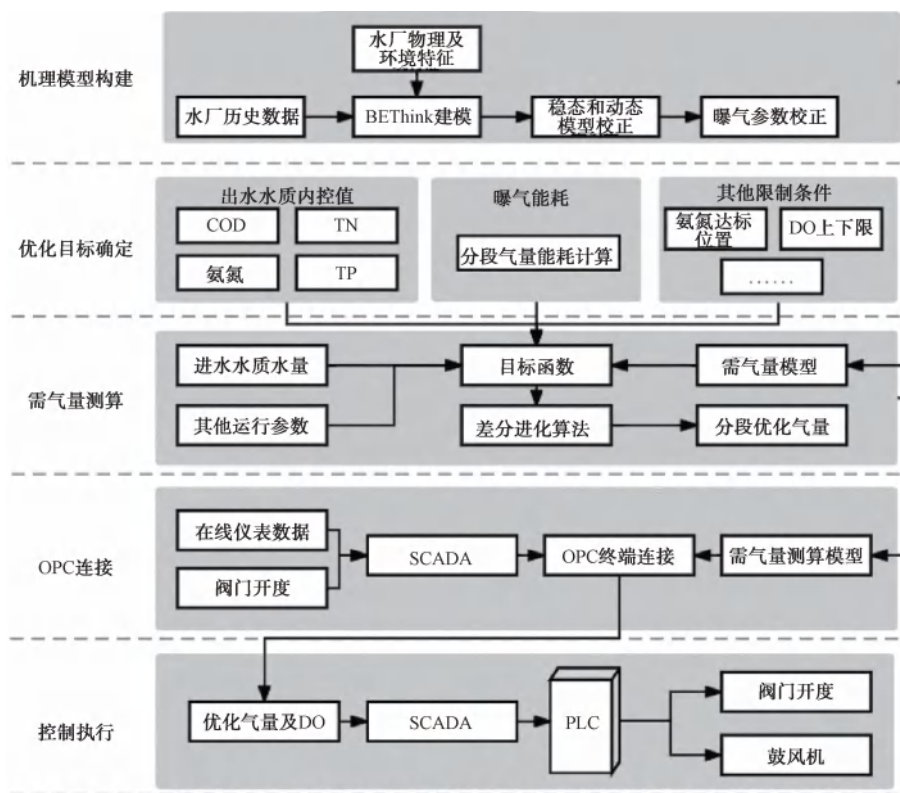 机理模型构建
水厂物理及
环境特征
水厂历史数据
BEThink建模
稳态和动态
模型校正
曝气参数校正
优化目标确定
出水水质内控值
COD
TN
氨氮
TP
曝气能耗
分段气量能耗计算
其他限制条件
氨氮达标
位置
DO上下限
......
需气量测算
进水水质水量
其他运行参数
目标函数
需气量模型
差分进化算法
分段优化气量
OPC连接
在线仪表数据
阀门开度
SCADA
OPC终端连接
需气量测算模型
控制执行
优化气量及DO
SCADA
PLC
阀门开度
鼓风机